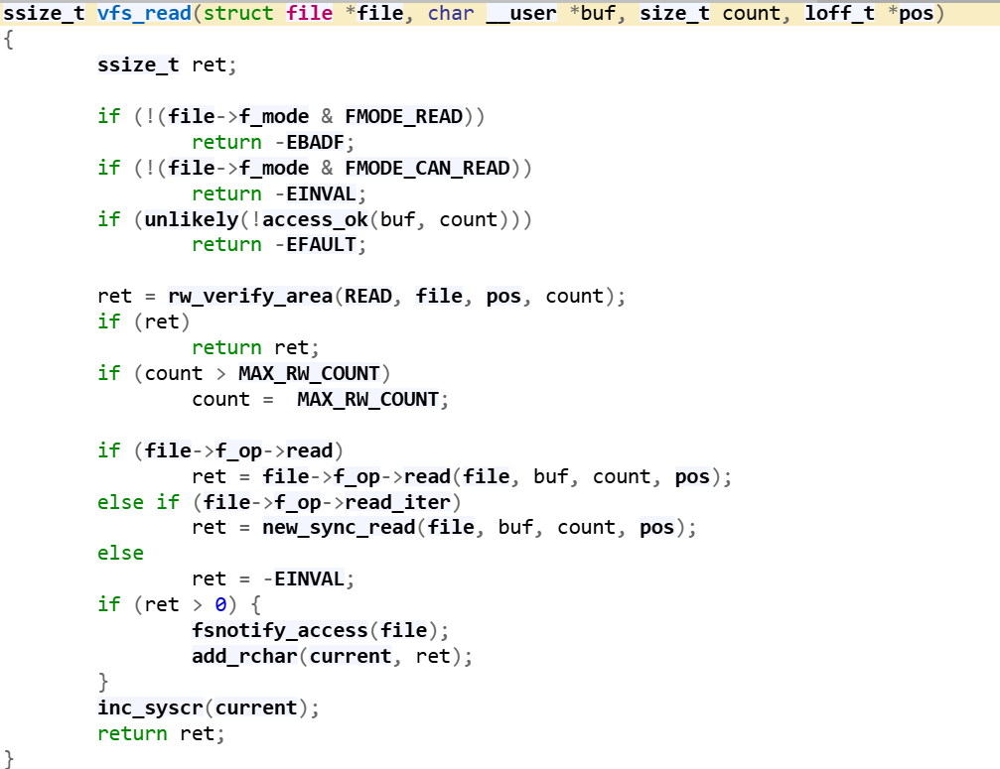 ssize_t vfs_read(struct file *file, char __user *buf, size_t count, loff_t *pos)
{
        ssize_t ret;

        if (!(file->f_mode & FMODE_READ))
                return -EBADF;
        if (!(file->f_mode & FMODE_CAN_READ))
                return -EINVAL;
        if (unlikely(!access_ok(buf, count)))
                return -EFAULT;

        ret = rw_verify_area(READ, file, pos, count);
        if (ret)
                return ret;
        if (count > MAX_RW_COUNT)
                count =  MAX_RW_COUNT;

        if (file->f_op->read)
                ret = file->f_op->read(file, buf, count, pos);
        else if (file->f_op->read_iter)
                ret = new_sync_read(file, buf, count, pos);
        else
                ret = -EINVAL;
        if (ret > 0) {
                fsnotify_access(file);
                add_rchar(current, ret);
        }
        inc_syscr(current);
        return ret;
}